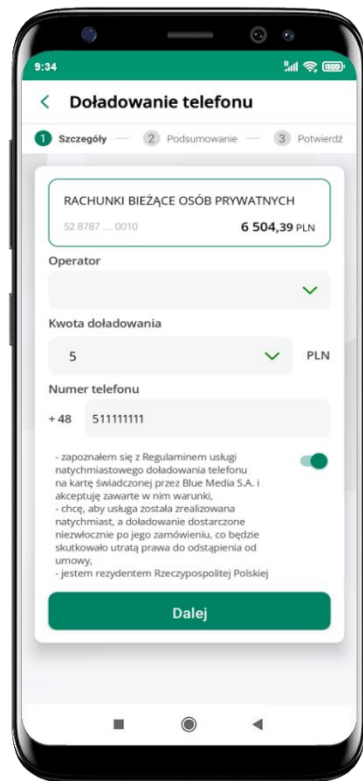 9:34
Doładowanie telefonu
1 Szczegóły 2 Podsumowanie 3 Potwierdź
RACHUNKI BIEŻĄCE OSÓB PRYWATNYCH
52 8787 ... 0010 6 504,39 PLN
Operator
Kwota doładowania
5 PLN
Numer telefonu
+ 48 511111111
- zapoznałem się z Regulaminem usługi
natychmiastowego doładowania telefonu
na kartę świadczonej przez Blue Media S.A. i
akceptuję zawarte w nim warunki,
- chcę, aby usługa została zrealizowana
natychmiast, a doładowanie dostarczone
niezwłocznie po jego zamówieniu, co będzie
skutkowało utratą prawa do odstąpienia od
umowy,
- jestem rezydentem Rzeczypospolitej Polskiej
Dalej